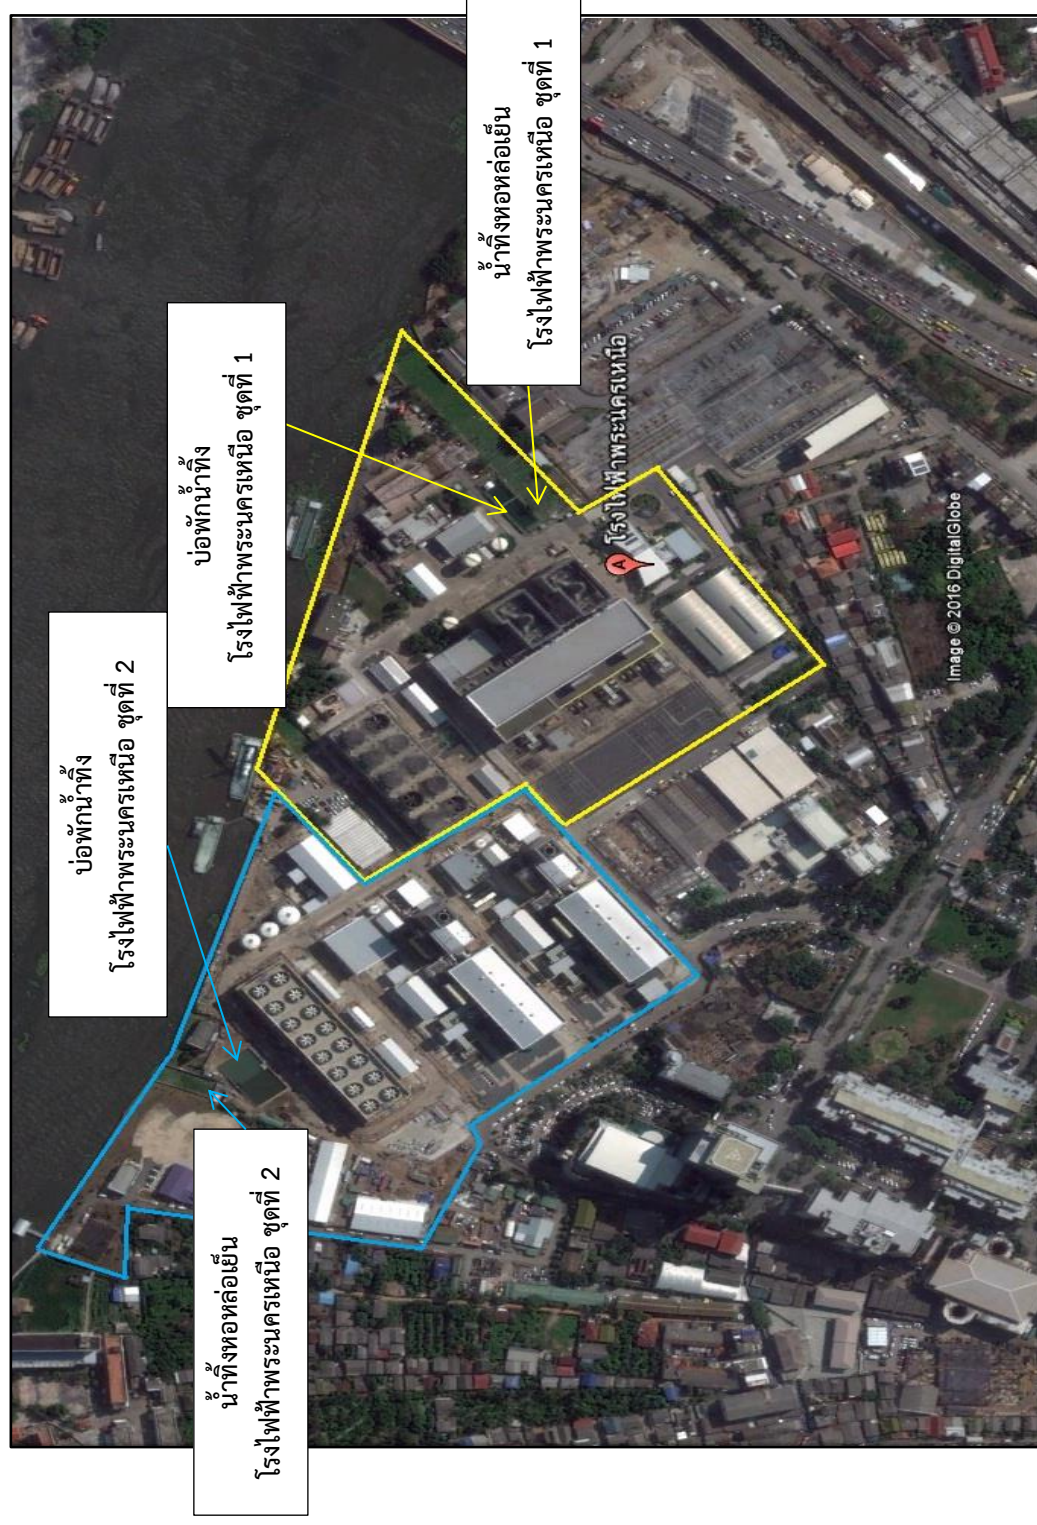 น้ำทิ้งหอหล่อเย็น
โรงไฟฟ้าพระนครเหนือ ชุดที่ 2
บ่อพักน้ำทิ้ง
โรงไฟฟ้าพระนครเหนือ ชุดที่ 2
บ่อพักน้ำทิ้ง
โรงไฟฟ้าพระนครเหนือ ชุดที่ 1
น้ำทิ้งหอหล่อเย็น
โรงไฟฟ้าพระนครเหนือ ชุดที่ 1
A
โรงไฟฟ้าพระนครเหนือ
Image © 2016 DigitalGlobe